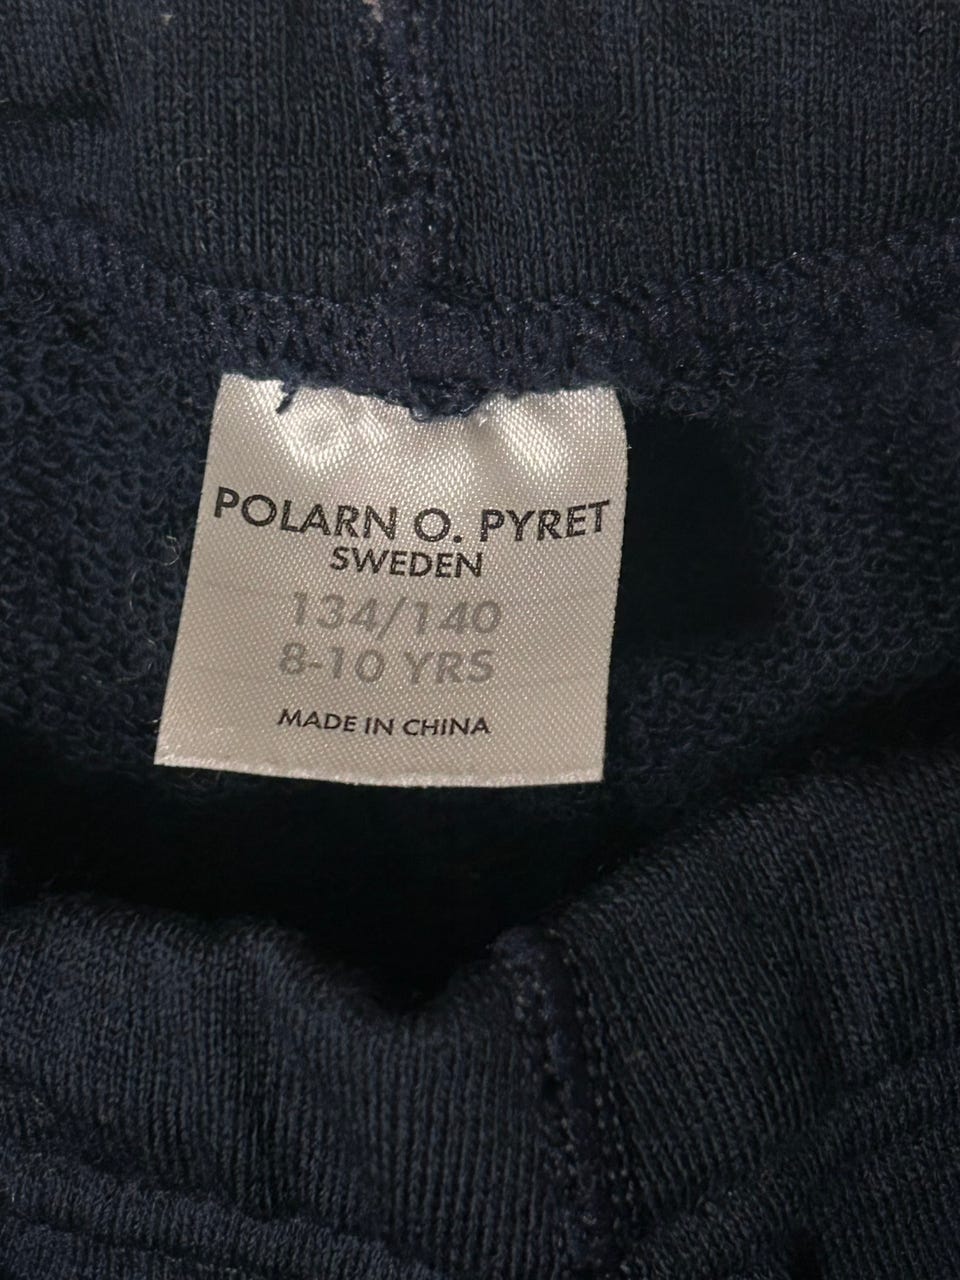 POLARN O. PYRET
SWEDEN
134/140
8-10 YRS
MADE IN CHINA